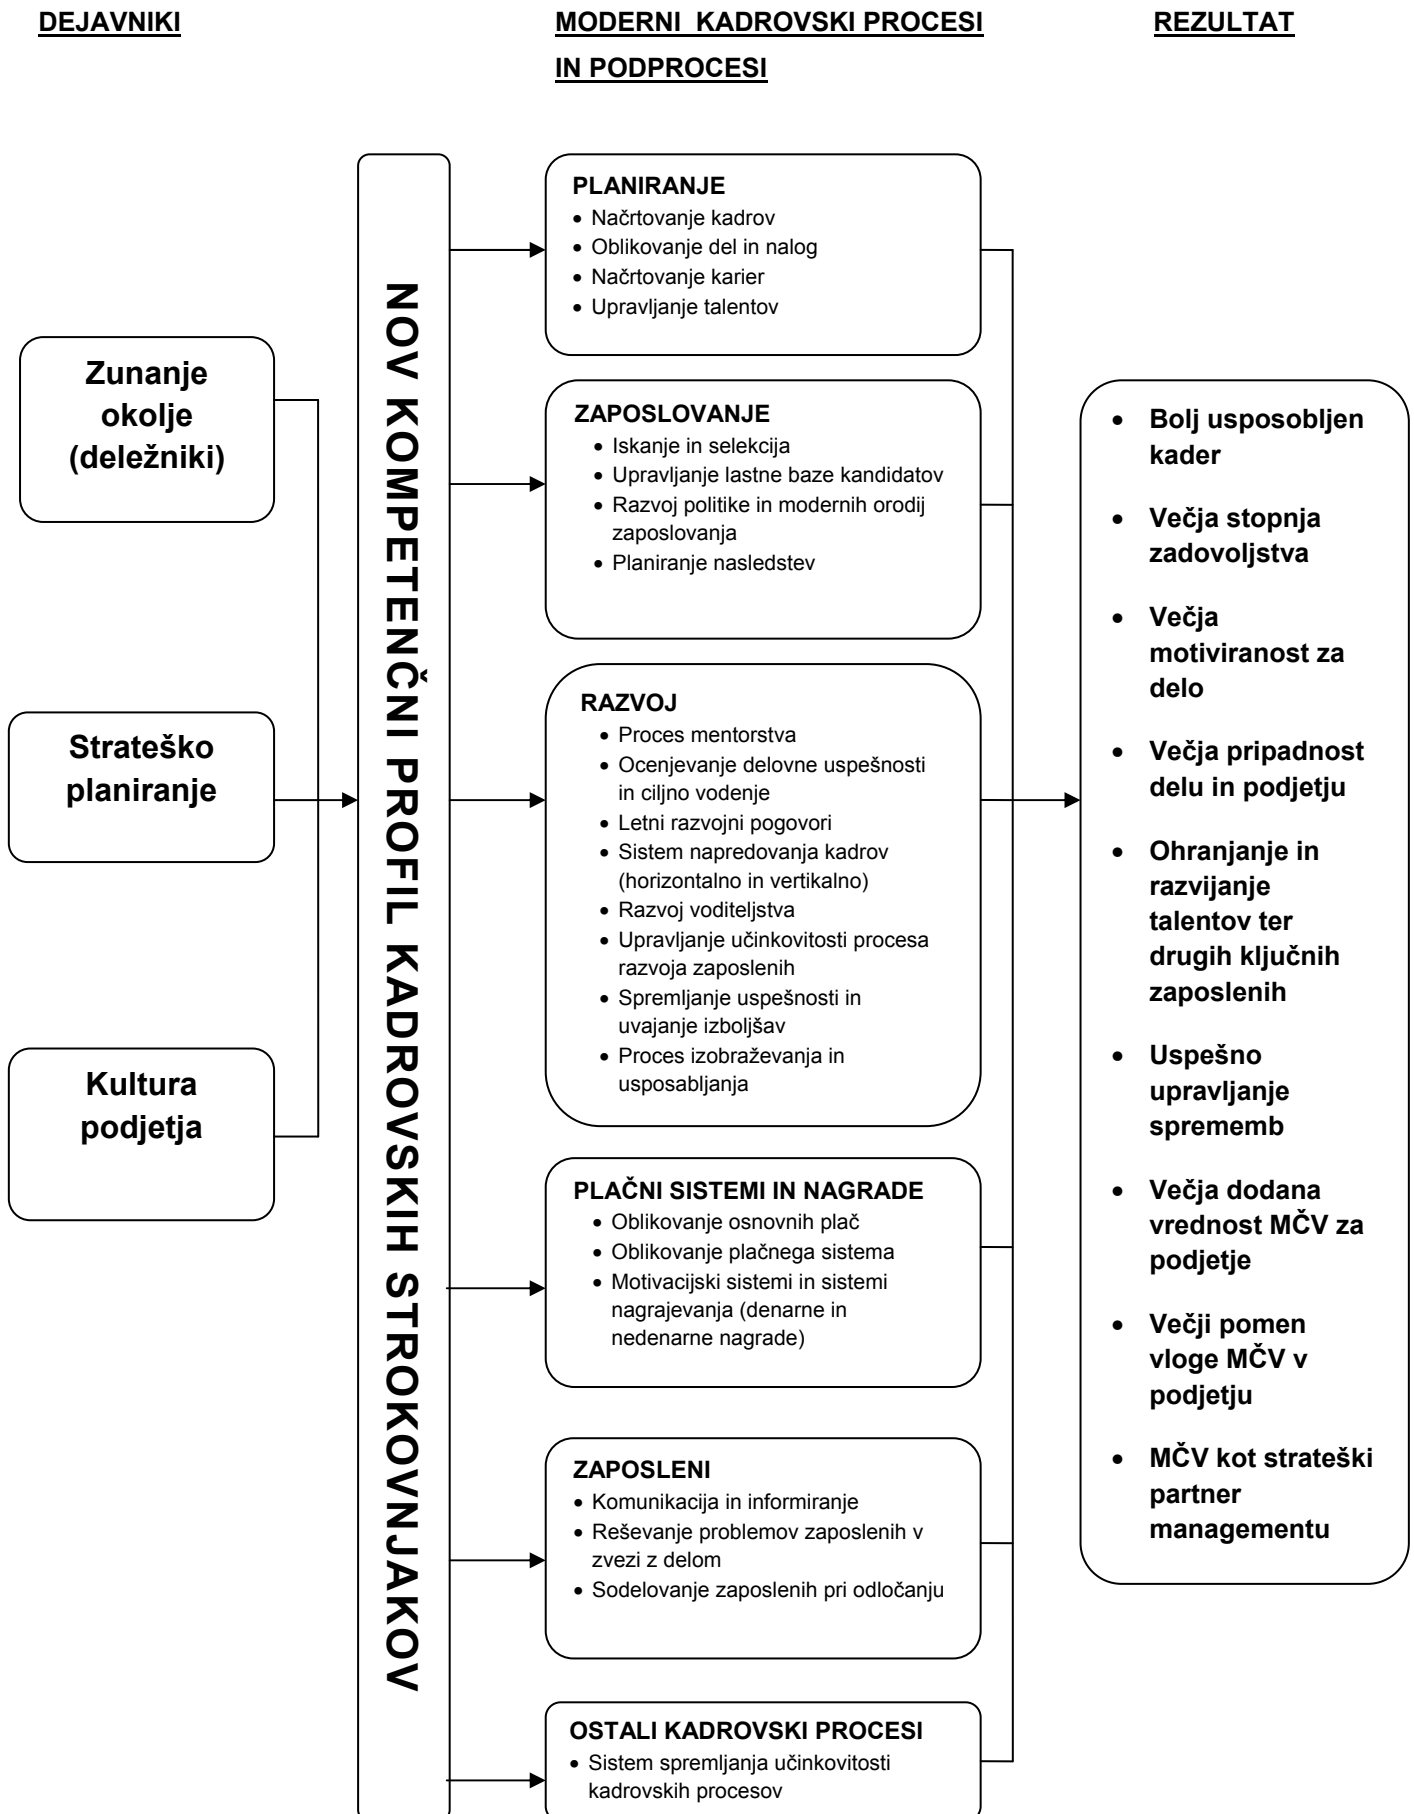 DEJAVNIKI
MODERNI KADROVSKI PROCESI
IN PODPROCESI
REZULTAT
Zunanje
okolje
(deležniki)
Strateško
planiranje
Kultura
podjetja
NOV KOMPETENČNI PROFIL KADROVSKIH STROKOVNJAKOV
PLANIRANJE
• Načrtovanje kadrov
• Oblikovanje del in nalog
• Načrtovanje karier
• Upravljanje talentov
ZAPOSLOVANJE
• Iskanje in selekcija
• Upravljanje lastne baze kandidatov
• Razvoj politike in modernih orodij
zaposlovanja
• Planiranje nasledstev
RAZVOJ
• Proces mentorstva
• Ocenjevanje delovne uspešnosti
in ciljno vodenje
• Letni razvojni pogovori
• Sistem napredovanja kadrov
(horizontalno in vertikalno)
• Razvoj voditeljstva
• Upravljanje učinkovitosti procesa
razvoja zaposlenih
• Spremljanje uspešnosti in
uvajanje izboljšav
• Proces izobraževanja in
usposabljanja
PLAČNI SISTEMI IN NAGRADE
• Oblikovanje osnovnih plač
• Oblikovanje plačnega sistema
• Motivacijski sistemi in sistemi
nagrajevanja (denarne in
nedenarne nagrade)
ZAPOSLENI
• Komunikacija in informiranje
• Reševanje problemov zaposlenih v
zvezi z delom
• Sodelovanje zaposlenih pri odločanju
OSTALI KADROVSKI PROCESI
• Sistem spremljanja učinkovitosti
kadrovskih procesov
• Bolj usposobljen
kader
• Večja stopnja
zadovoljstva
• Večja
motiviranost za
delo
• Večja pripadnost
delu in podjetju
• Ohranjanje in
razvijanje
talentov ter
drugih ključnih
zaposlenih
• Uspešno
upravljanje
sprememb
• Večja dodana
vrednost MČV za
podjetje
• Večji pomen
vloge MČV v
podjetju
• MČV kot strateški
partner
managementu